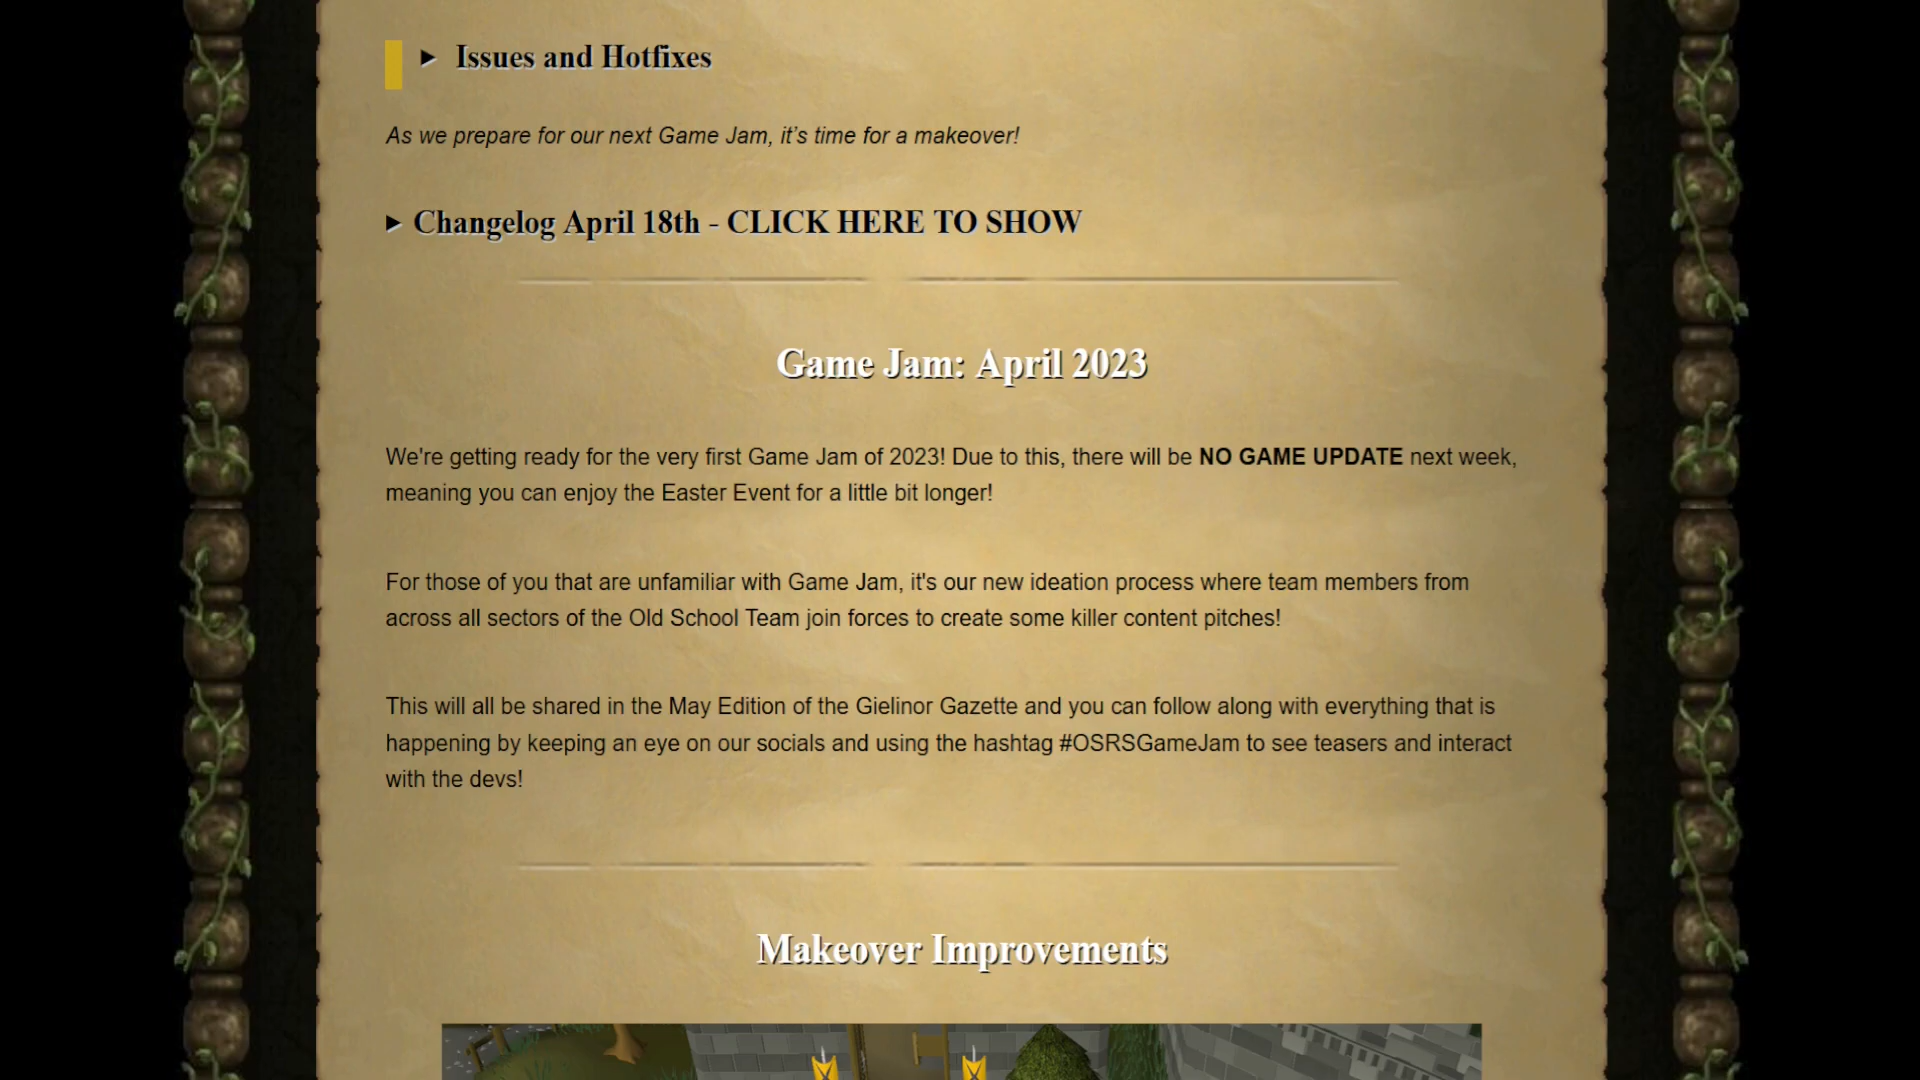 ► Issues and Hotfixes
As we prepare for our next Game Jam, it’s time for a makeover!
► Changelog April 18th - CLICK HERE TO SHOW
Game Jam: April 2023
We're getting ready for the very first Game Jam of 2023! Due to this, there will be NO GAME UPDATE next week,
meaning you can enjoy the Easter Event for a little bit longer!
For those of you that are unfamiliar with Game Jam, it's our new ideation process where team members from
across all sectors of the Old School Team join forces to create some killer content pitches!
This will all be shared in the May Edition of the Gielinor Gazette and you can follow along with everything that is
happening by keeping an eye on our socials and using the hashtag #OSRSGameJam to see teasers and interact
with the devs!
Makeover Improvements